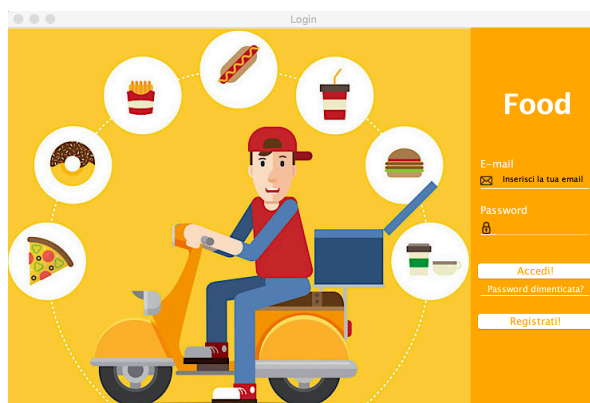 Login
Food
E-mail
Inserisci la tua email
Password
Accedi!
Password dimenticata?
Registrati!